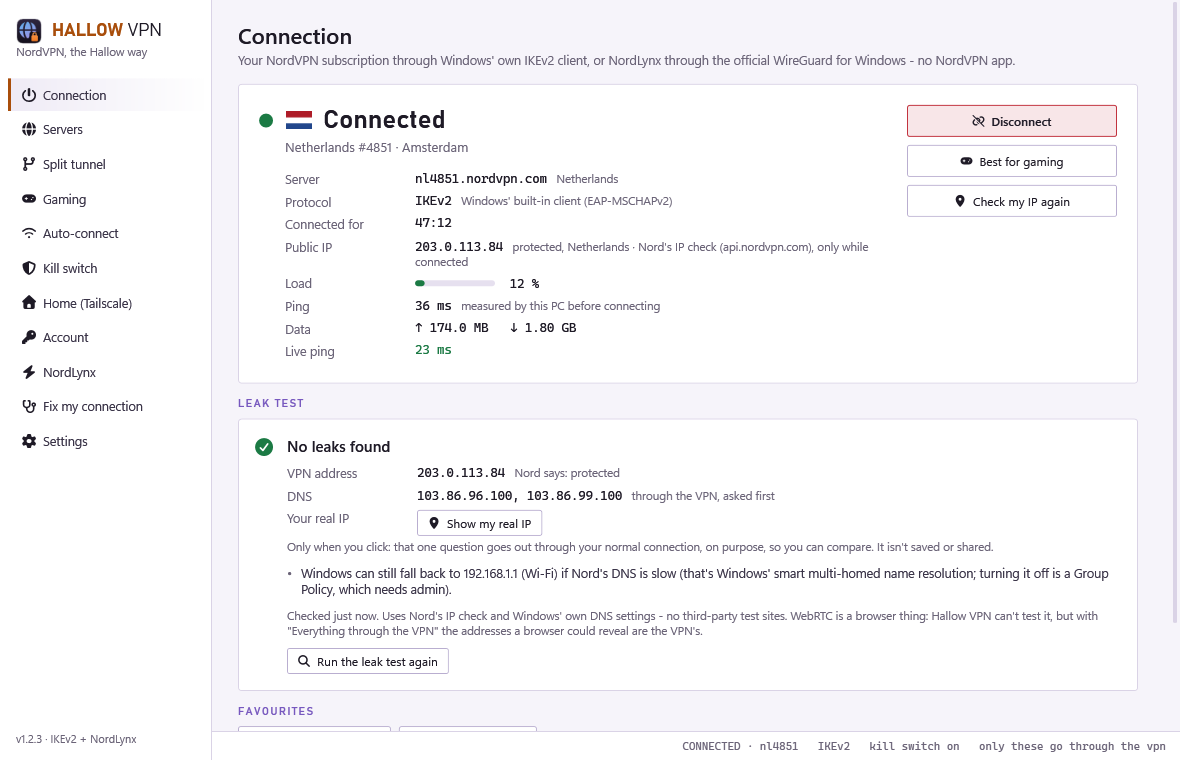 HALLOW VPN
NordVPN, the Hallow way
Connection
Servers
Split tunnel
Gaming
Auto-connect
Kill switch
Home (Tailscale)
Account
NordLynx
Fix my connection
Settings
v1.2.3 · IKEv2 + NordLynx
Connection
Your NordVPN subscription through Windows' own IKEv2 client, or NordLynx through the official WireGuard for Windows - no NordVPN app.
Connected
Netherlands #4851 · Amsterdam
Server nl4851.nordvpn.com Netherlands
Protocol IKEv2 Windows' built-in client (EAP-MSCHAPv2)
Connected for 47:12
Public IP 203.0.113.84 protected, Netherlands · Nord's IP check (api.nordvpn.com), only while
connected
Load 12 %
Ping 36 ms measured by this PC before connecting
Data ↑ 174.0 MB ↓ 1.80 GB
Live ping 23 ms
Disconnect
Best for gaming
Check my IP again
LEAK TEST
No leaks found
VPN address 203.0.113.84 Nord says: protected
DNS 103.86.96.100, 103.86.99.100 through the VPN, asked first
Your real IP Show my real IP
Only when you click: that one question goes out through your normal connection, on purpose, so you can compare. It isn't saved or shared.
• Windows can still fall back to 192.168.1.1 (Wi-Fi) if Nord's DNS is slow (that's Windows' smart multi-homed name resolution; turning it off is a Group
Policy, which needs admin).
Checked just now. Uses Nord's IP check and Windows' own DNS settings - no third-party test sites. WebRTC is a browser thing: Hallow VPN can't test it, but with
"Everything through the VPN" the addresses a browser could reveal are the VPN's.
Run the leak test again
FAVOURITES
CONNECTED · nl4851 IKEv2 kill switch on only these go through the vpn